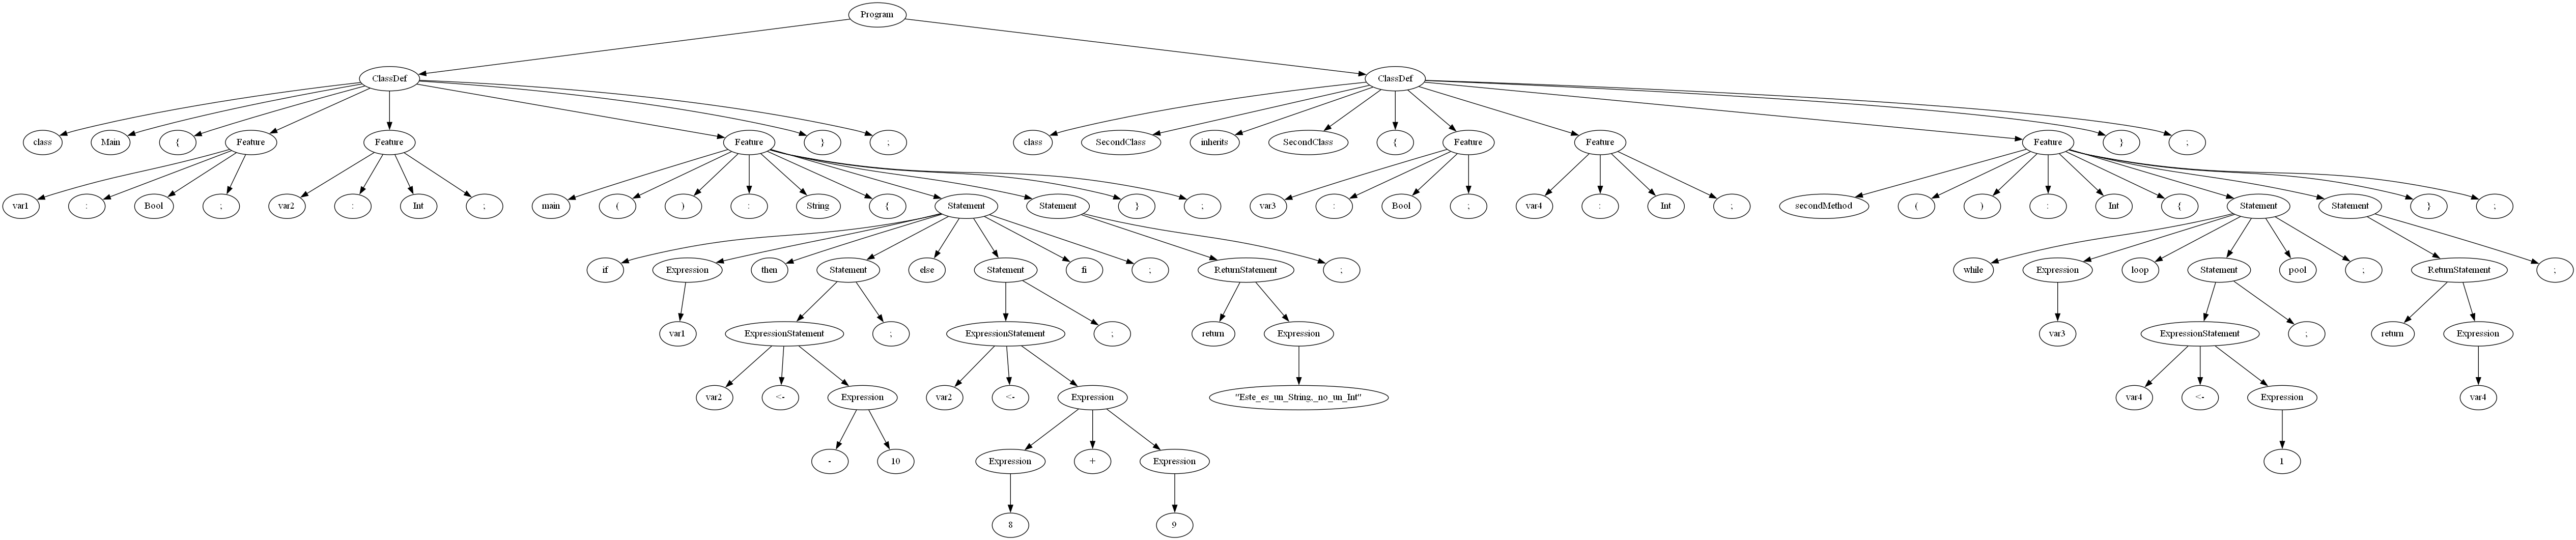 Program
ClassDef ClassDef
class Main { Feature Feature Feature } ; class SecondClass inherits SecondClass { Feature Feature Feature } ;
var1 : Bool ; var2 : Int ; main ( ) : String { Statement Statement } ; var3 : Bool ; var4 : Int ; secondMethod ( ) : Int { Statement Statement } ;
if Expression then Statement else Statement fi ; ReturnStatement ; while Expression loop Statement pool ; ReturnStatement ;
var1 ExpressionStatement ; ExpressionStatement ; return Expression var3 ExpressionStatement ; return Expression
var2 <- Expression var2 <- Expression "Este_es_un_String,_no_un_Int" var4 <- Expression var4
- 10 Expression + Expression 1
8 9